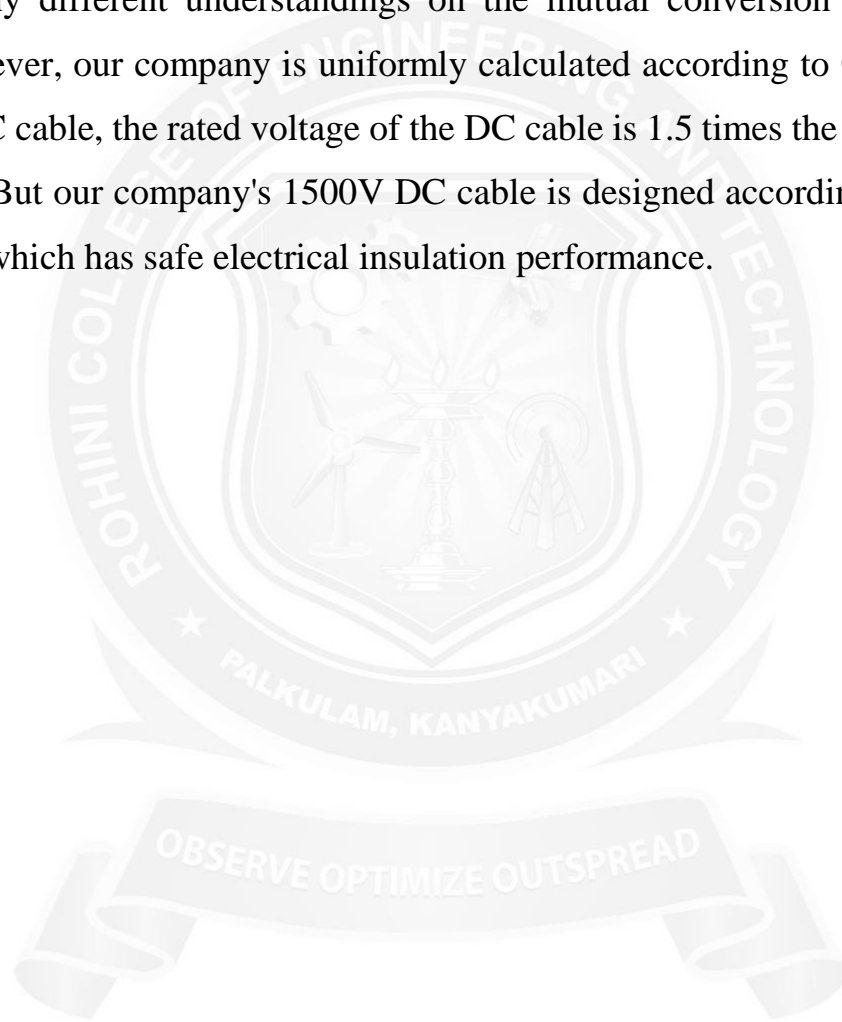 different understandings on the mutual conversion
our company is uniformly calculated according to
cable, the rated voltage of the DC cable is 1.5 times the
But our company's 1500V DC cable is designed
which has safe electrical insulation performance.
ROHINI COLLEGE OF ENGINEERING AND TECHNOLOGY
PALKULAM, KANYAKUMARI
OBSERVE OPTIMIZE OUTSPREAD